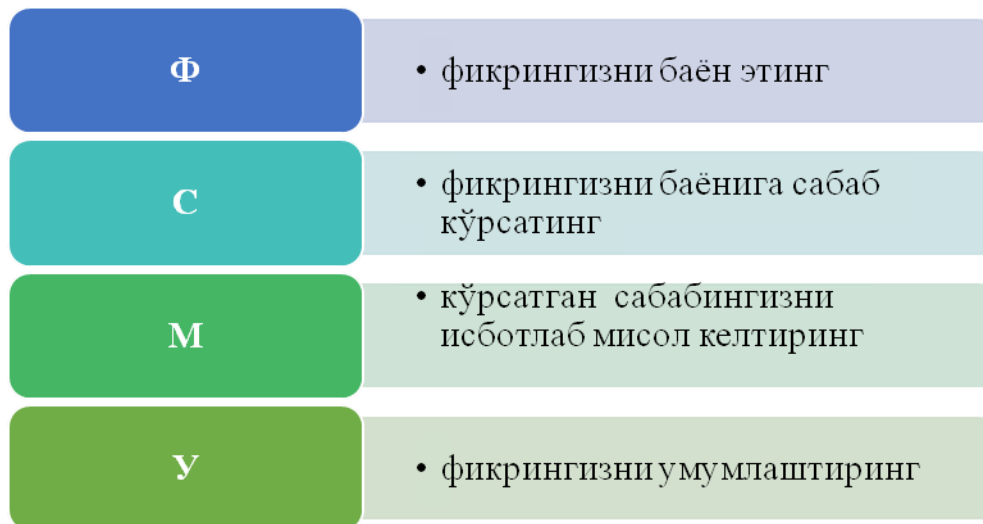 Ф
• фикрингизни баён этинг
С
• фикрингизни баёнига сабаб
кўрсатинг
М
• кўрсатган сабабингизни
исботлаб мисол келтиринг
У
• фикрингизни умумлаштиринг